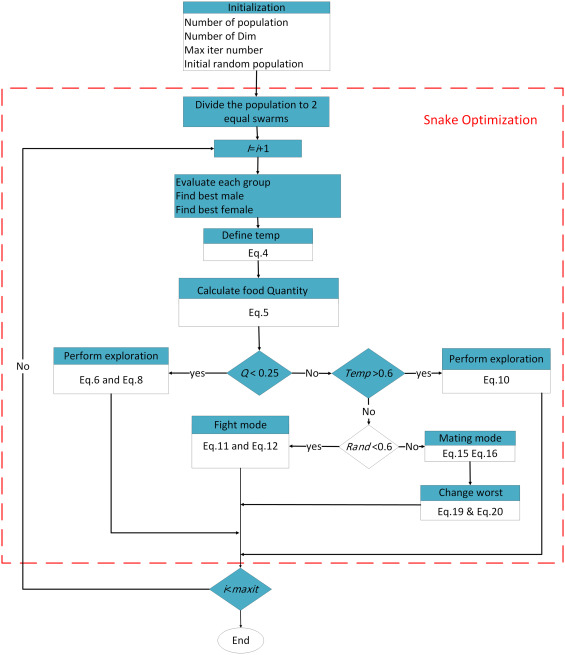 Initialization
Number of population
Number of Dim
Max iter number
Initial random population
Divide the population to 2
equal swarms
Snake Optimization
I=i+1
Evaluate each group
Find best male
Find best female
Define temp
Eq.4
Calculate food Quantity
Eq.5
No
Perform exploration
Eq.6 and Eq.8
yes
Q< 0.25
No
Temp>0.6
yes
Perform exploration
Eq.10
No
Fight mode
Eq.11 and Eq.12
yes
Rand<0.6
No
Mating mode
Eq.15 Eq.16
Change worst
Eq.19 & Eq.20
i<maxit
End